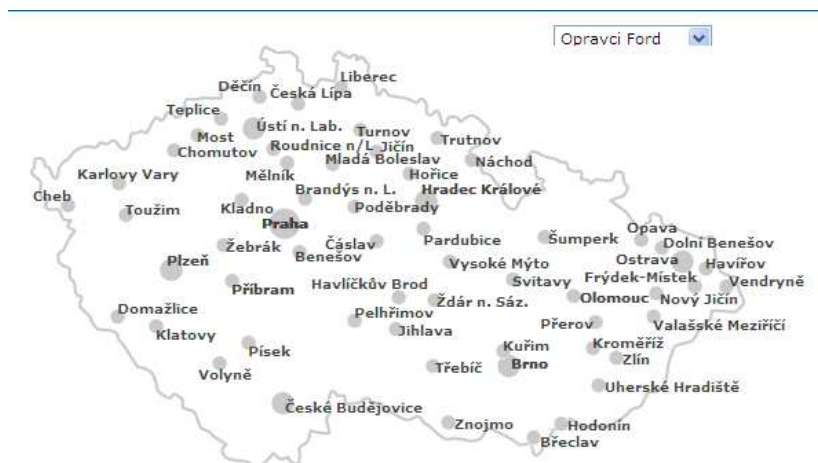 Opravci Ford
Liberec
Děčín
Česká Lípa
Teplice
Ústí n. Lab.
Turnov
Most
Trutnov
Chomutov
Roudnice n/L
Jičín
Mladá Boleslav
Náchod
Karlovy Vary
Mělník
Hořice
Cheb
Brandýs n. L.
Hradec Králové
Toužim
Kladno
Poděbrady
Praha
Opava
Pardubice
Šumperk
Dolní Benešov
Žebrák
Čáslav
Benešov
Plzeň
Vysoké Mýto
Ostrava
Havířov
Frýdek-Místek
Svitavy
Vendryně
Příbram
Havlíčkův Brod
Olomouc
Nový Jičín
Ždár n. Sáz.
Domažlice
Pelhřimov
Přerov
Valašské Meziříčí
Klatovy
Jihlava
Kuřim
Kroměříž
Písek
Zlín
Volyně
Třebíč
Brno
Uherské Hradiště
České Budějovice
Znojmo
Hodonín
Břeclav